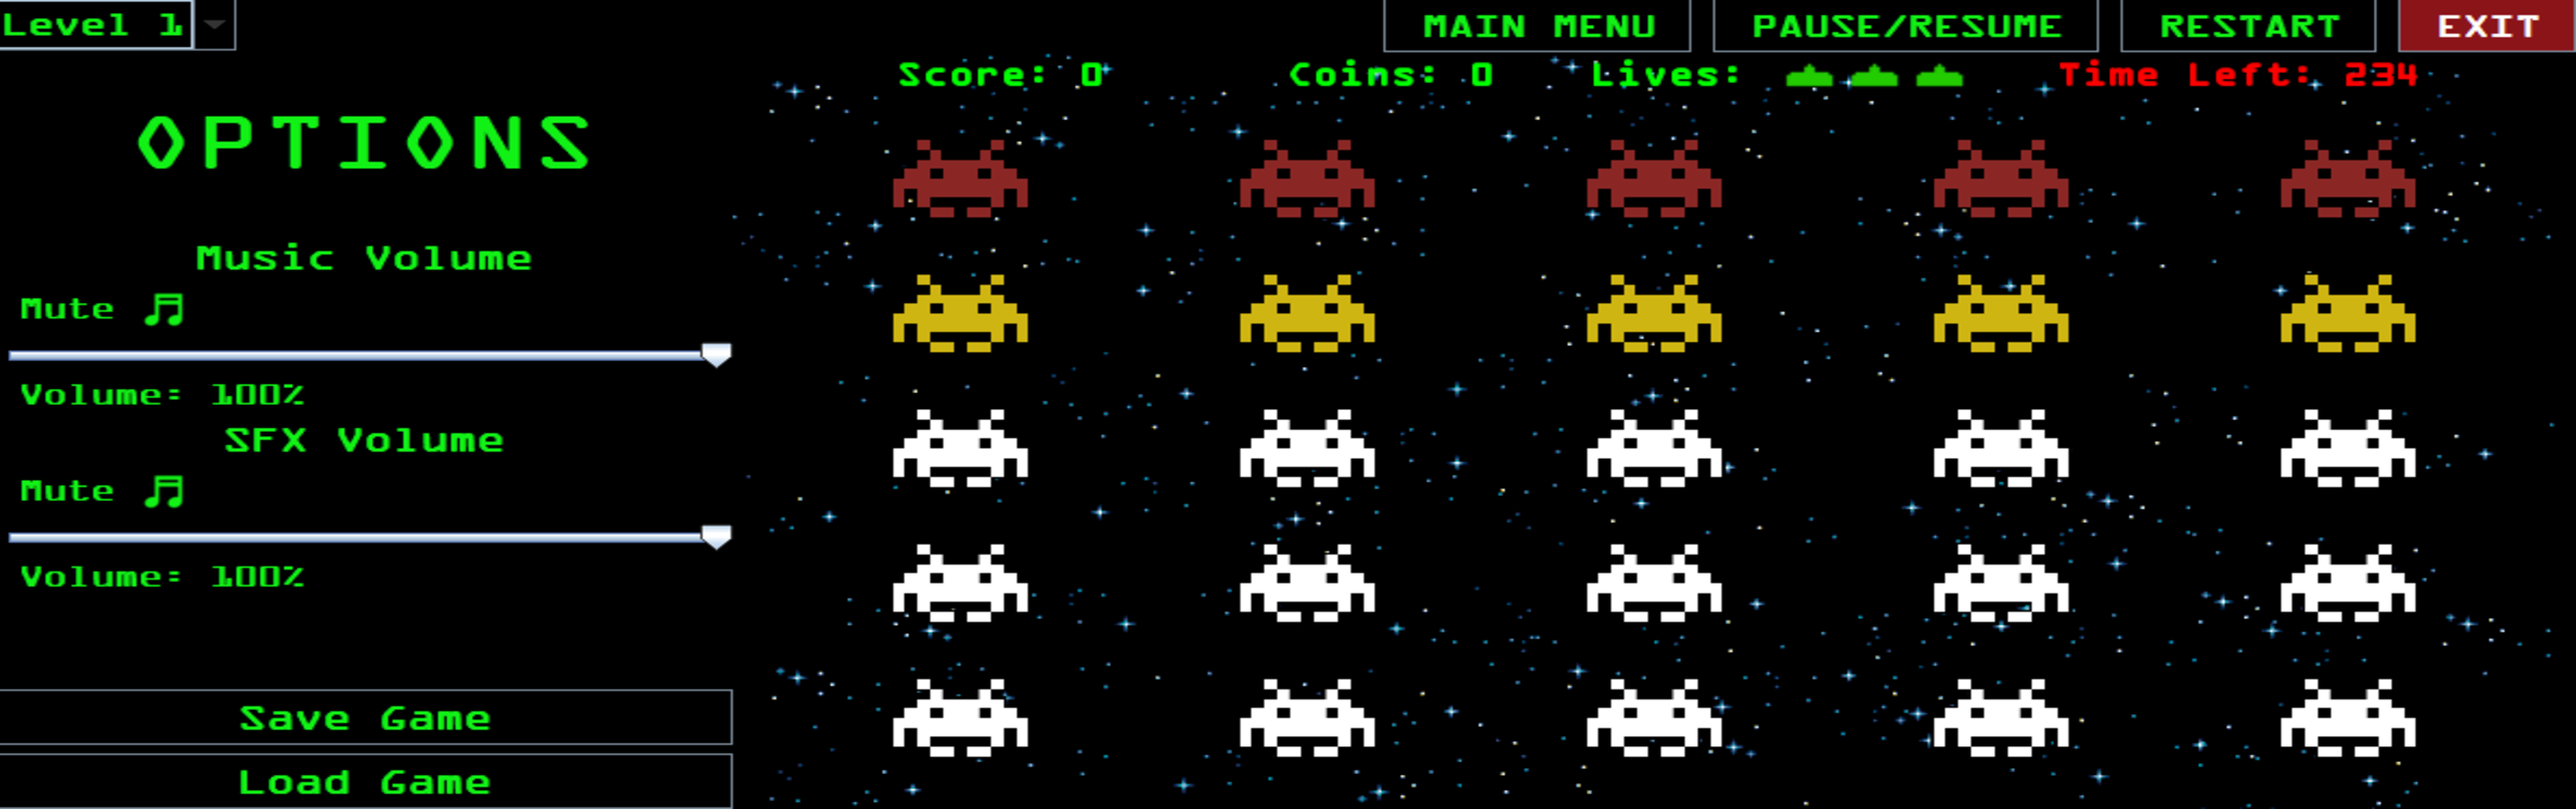 Level 1
MAIN MENU
PAUSE/RESUME
RESTART
EXIT
Score: 0
Coins: 0
Lives:
Time Left: 234
OPTIONS
Music Volume
Mute ♫
Volume: 100%
SFX Volume
Mute ♫
Volume: 100%
Save Game
Load Game